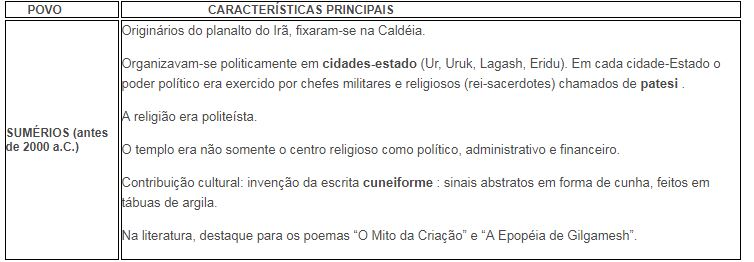 POVO CARACTERÍSTICAS PRINCIPAIS
SUMÉRIOS (antes
de 2000 a.C.)
Originários do planalto do Irã, fixaram-se na Caldéia.
Organizavam-se politicamente em cidades-estado (Ur, Uruk, Lagash, Eridu). Em cada cidade-Estado o
poder político era exercido por chefes militares e religiosos (rei-sacerdotes) chamados de patesi .
A religião era politeísta.
O templo era não somente o centro religioso como político, administrativo e financeiro.
Contribuição cultural: invenção da escrita cuneiforme : sinais abstratos em forma de cunha, feitos em
tábuas de argila.
Na literatura, destaque para os poemas “O Mito da Criação” e “A Epopéia de Gilgamesh”.